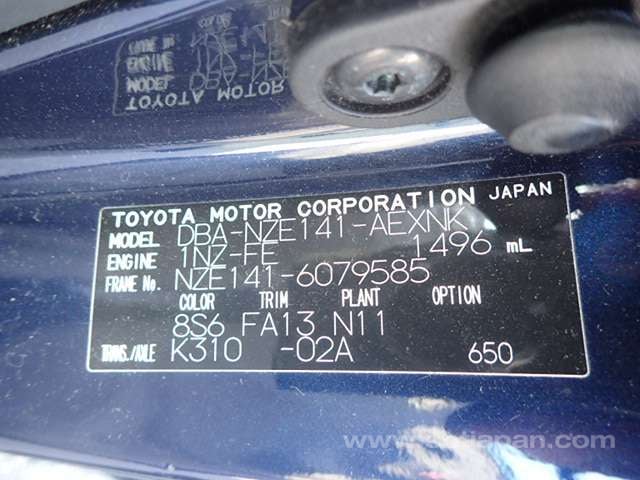 TOYOTA MOTOR CORPORATION JAPAN
MODEL DBA-NZE141-AEXNK
ENGINE 1NZ-FE 1496 mL
FRAME No. NZE141-6079585
COLOR TRIM PLANT OPTION
8S6 FA13 N11
TRANS./AXLE K310 -02A 650